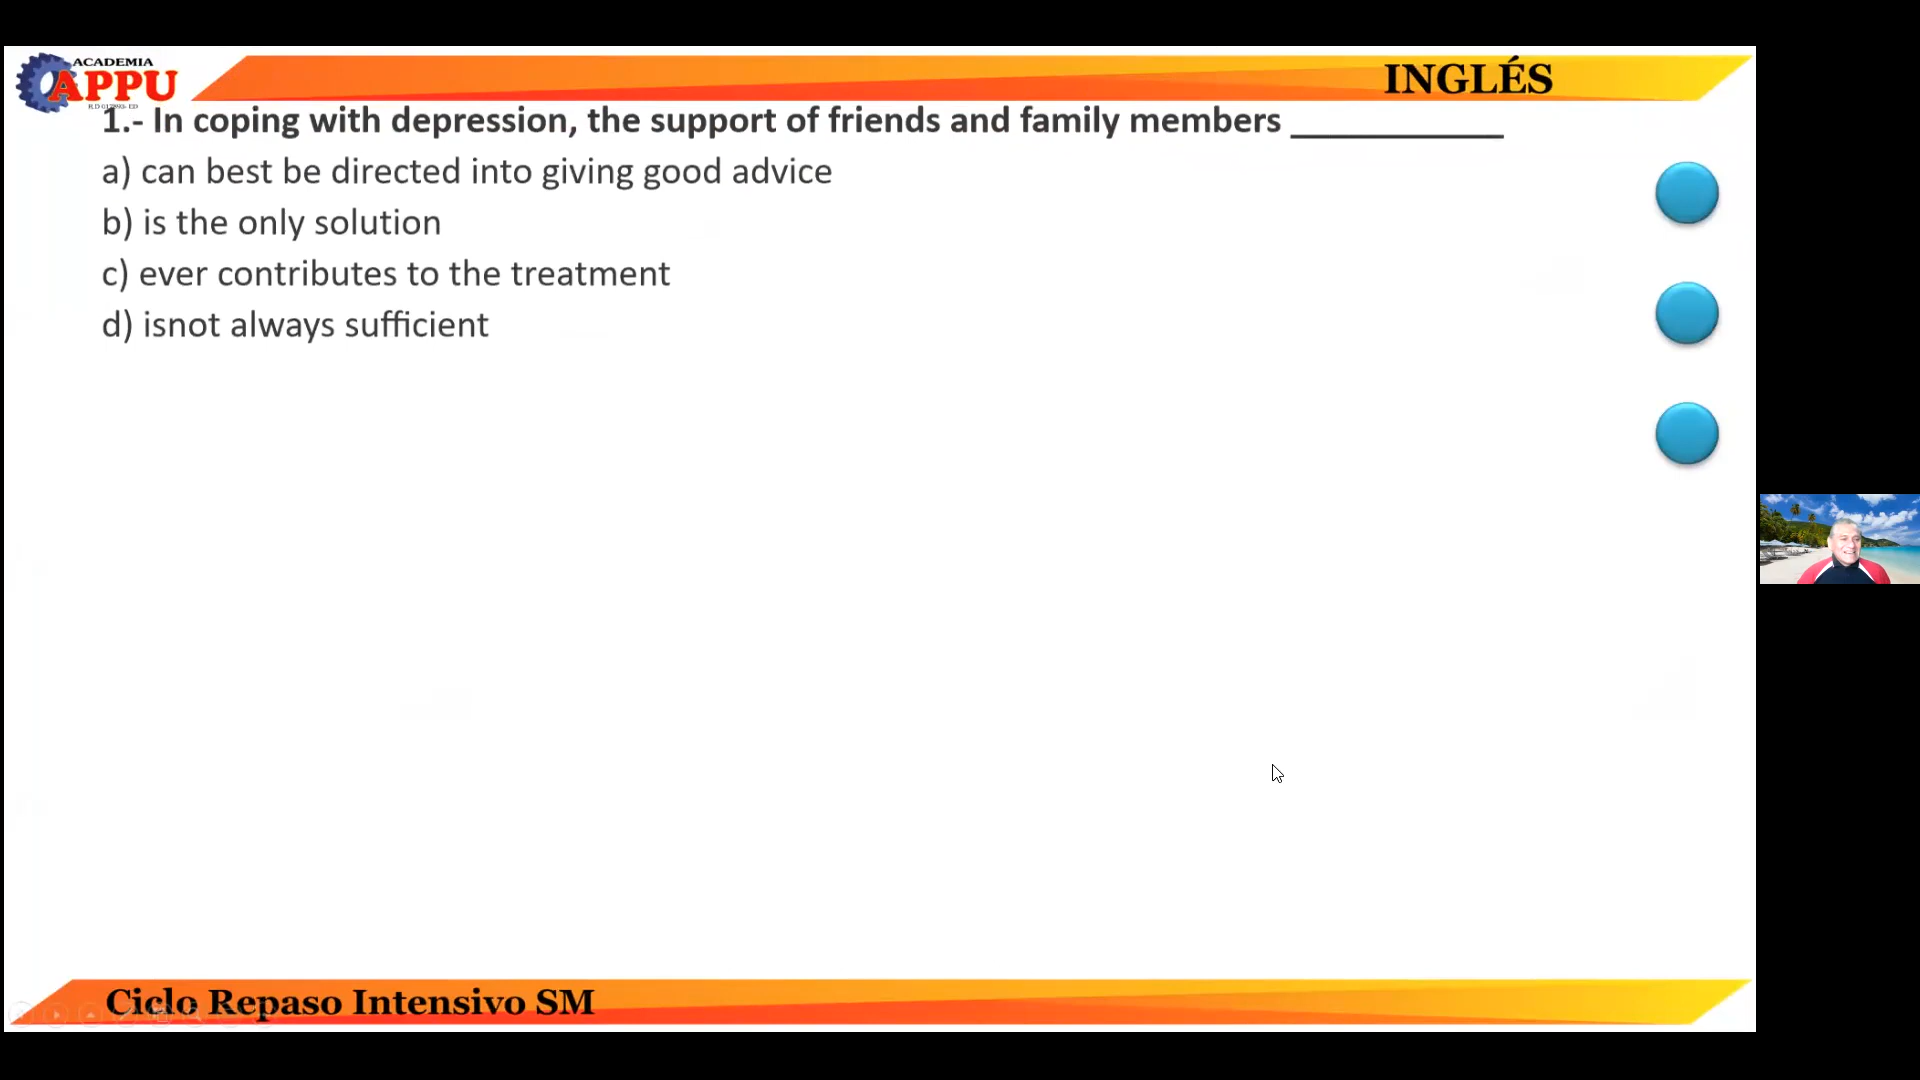 ACADEMIA
APPU
INGLÉS
1.- In coping with depression, the support of friends and family members ___________
a) can best be directed into giving good advice
b) is the only solution
c) ever contributes to the treatment
d) isnot always sufficient
Ciclo Repaso Intensivo SM